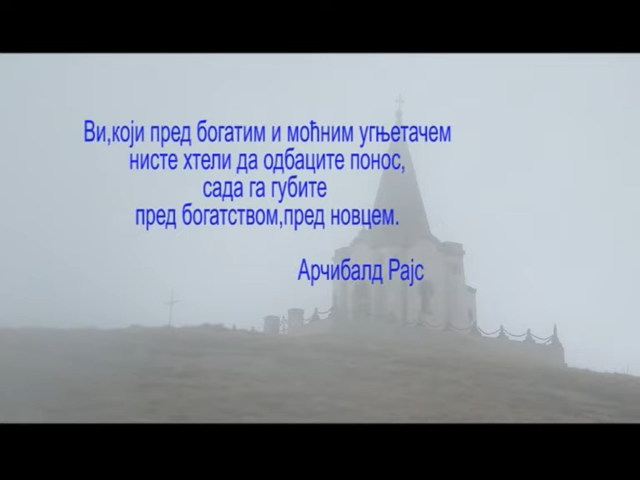 Ви,који пред богатим и моћним угњетачем
нисте хтели да одбаците понос,
сада га губите
пред богатством,пред новцем.
Арчибалд Рајс